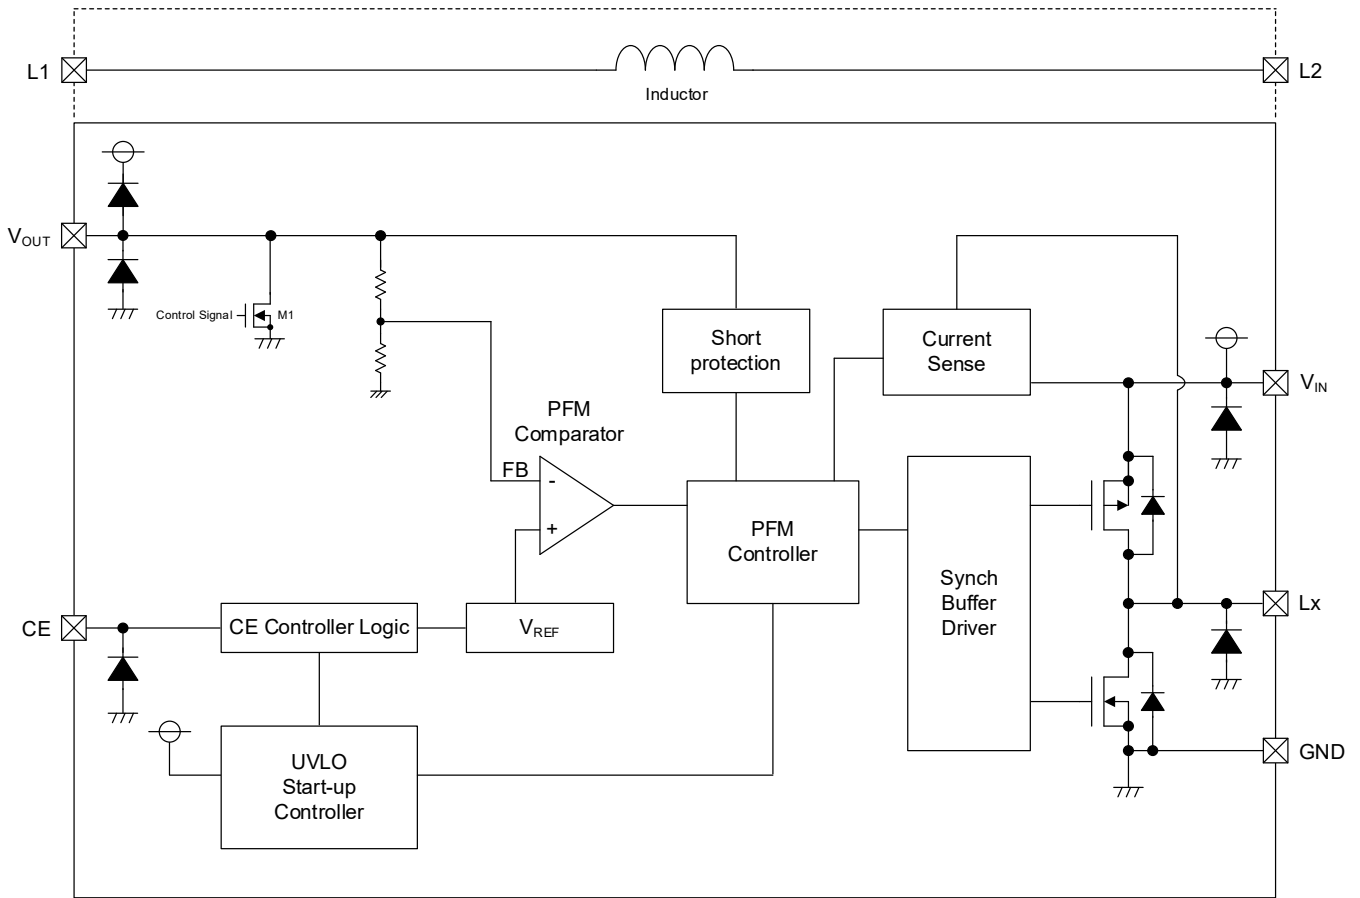 L1
L2
Inductor
VOUT
Control Signal
M1
Short
protection
Current
Sense
VIN
PFM
Comparator
FB
-
+
PFM
Controller
Synch
Buffer
Driver
Lx
CE
CE Controller Logic
VREF
UVLO
Start-up
Controller
GND